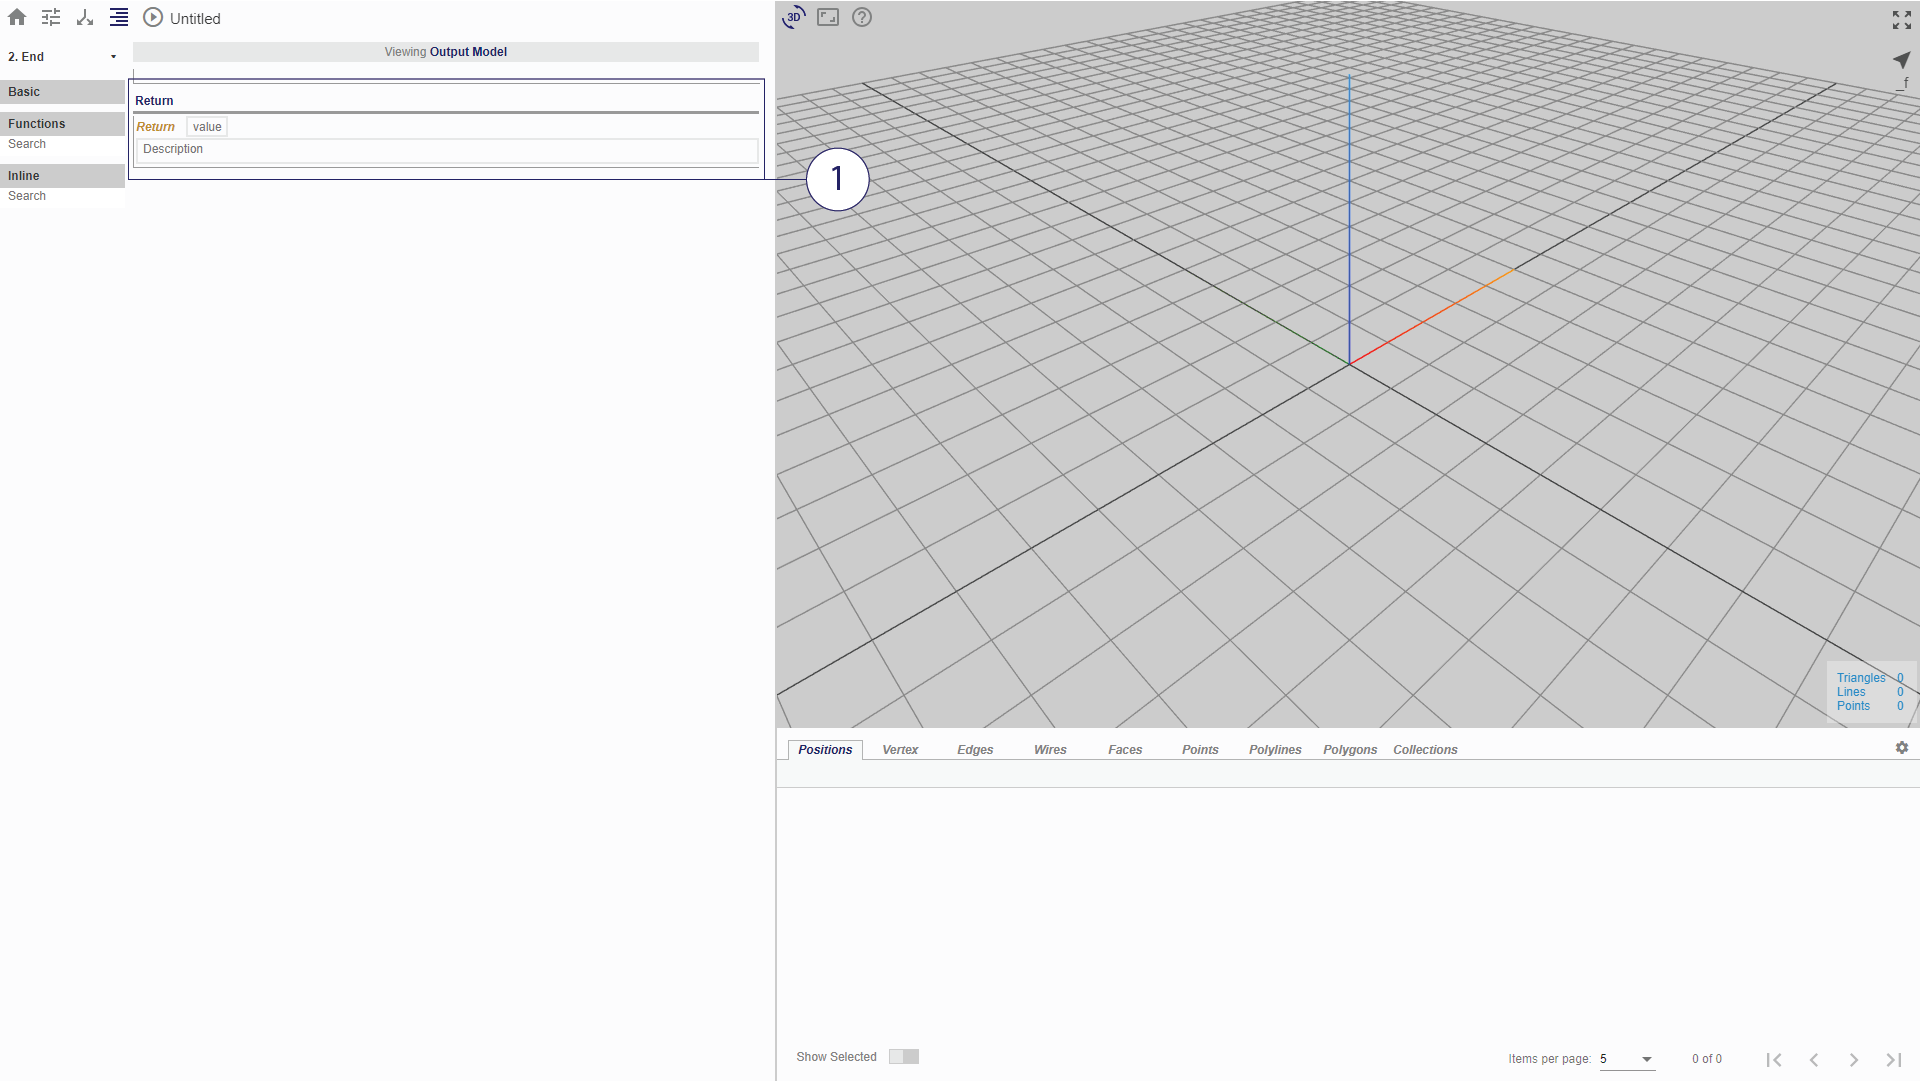 Untitled
2. End
Viewing Output Model
Basic
Functions
Search
Inline
Search
Return
Return value
Description
1
3D
?
_f
Triangles 0
Lines 0
Points 0
Positions Vertex Edges Wires Faces Points Polylines Polygons Collections
Show Selected
Items per page: 5 0 of 0